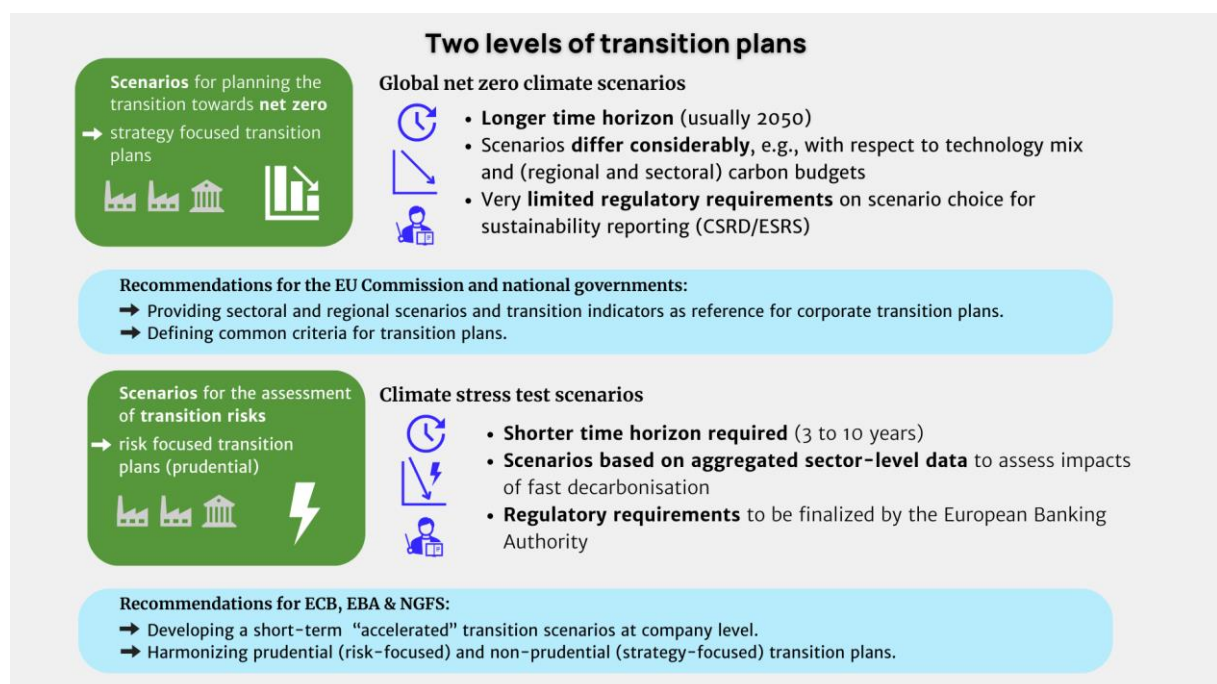 Two levels of transition plans
Scenarios for planning the
transition towards net zero
→ strategy focused transition
plans
Global net zero climate scenarios
• Longer time horizon (usually 2050)
• Scenarios differ considerably, e.g., with respect to technology mix
and (regional and sectoral) carbon budgets
• Very limited regulatory requirements on scenario choice for
sustainability reporting (CSRD/ESRS)
Recommendations for the EU Commission and national governments:
→ Providing sectoral and regional scenarios and transition indicators as reference for corporate transition plans.
→ Defining common criteria for transition plans.
Scenarios for the assessment
of transition risks
→ risk focused transition
plans (prudential)
Climate stress test scenarios
• Shorter time horizon required (3 to 10 years)
• Scenarios based on aggregated sector-level data to assess impacts
of fast decarbonisation
• Regulatory requirements to be finalized by the European Banking
Authority
Recommendations for ECB, EBA & NGFS:
→ Developing a short-term “accelerated” transition scenarios at company level.
→ Harmonizing prudential (risk-focused) and non-prudential (strategy-focused) transition plans.